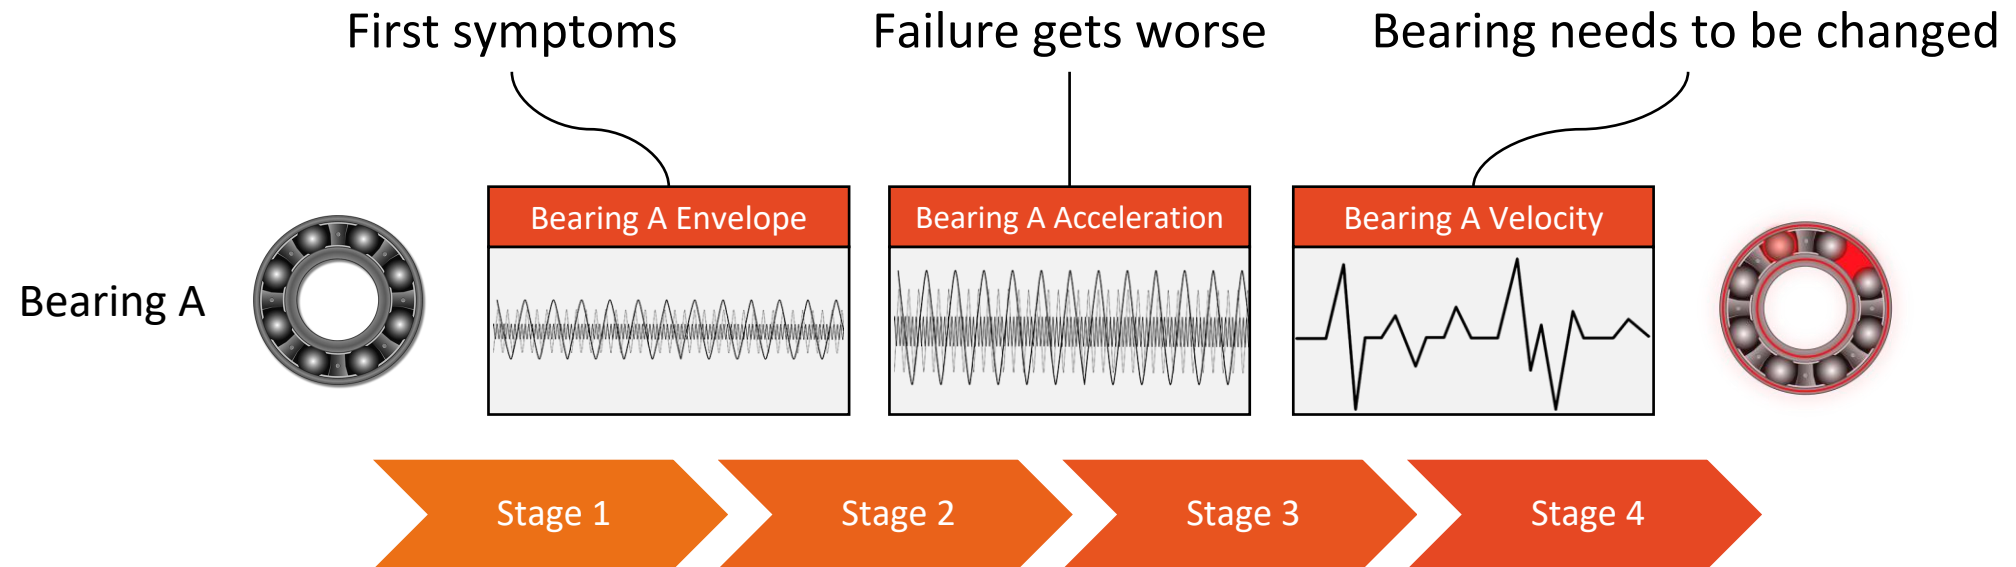 First symptoms
Failure gets worse
Bearing needs to be changed
Bearing A Envelope
Bearing A Acceleration
Bearing A Velocity
Bearing A
Stage 1
Stage 2
Stage 3
Stage 4